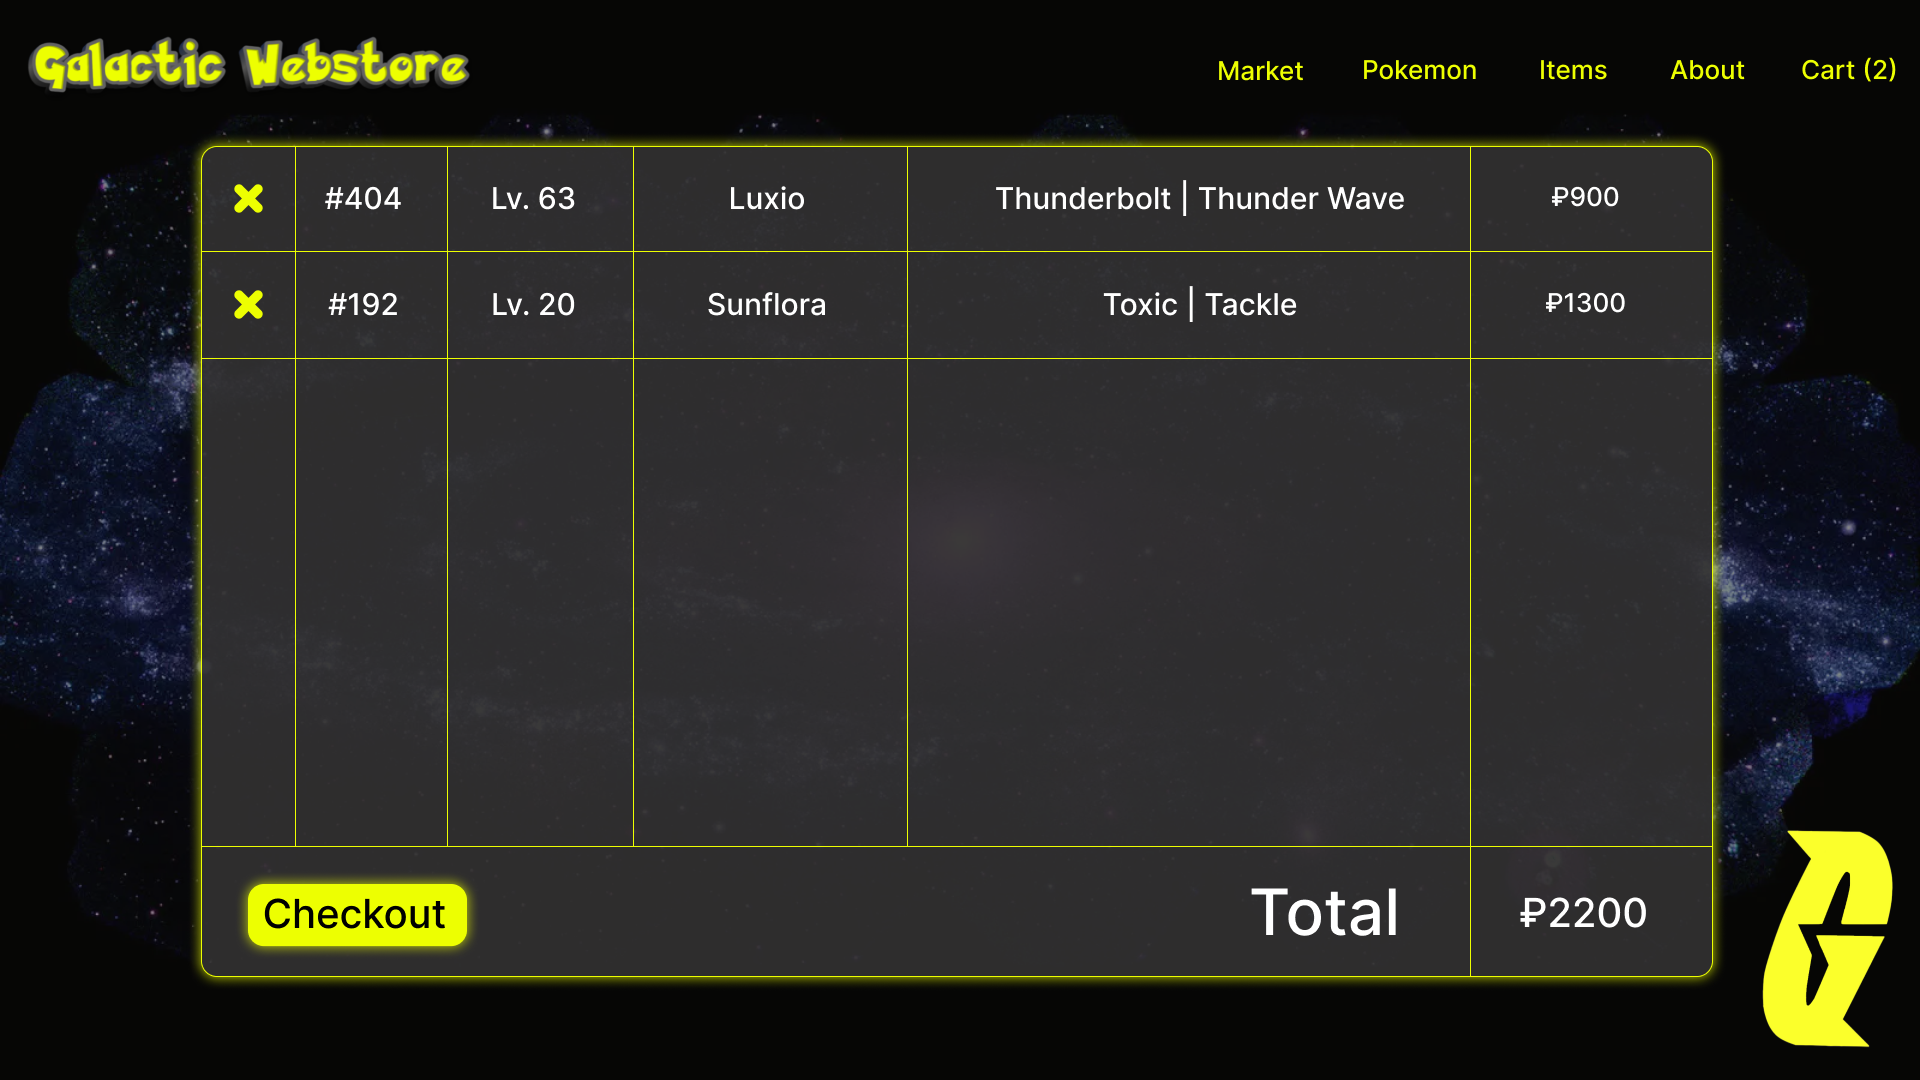 Galactic Webstore
Market Pokemon Items About Cart (2)
#404 Lv. 63 Luxio Thunderbolt | Thunder Wave ₽900
#192 Lv. 20 Sunflora Toxic | Tackle ₽1300
Checkout Total ₽2200